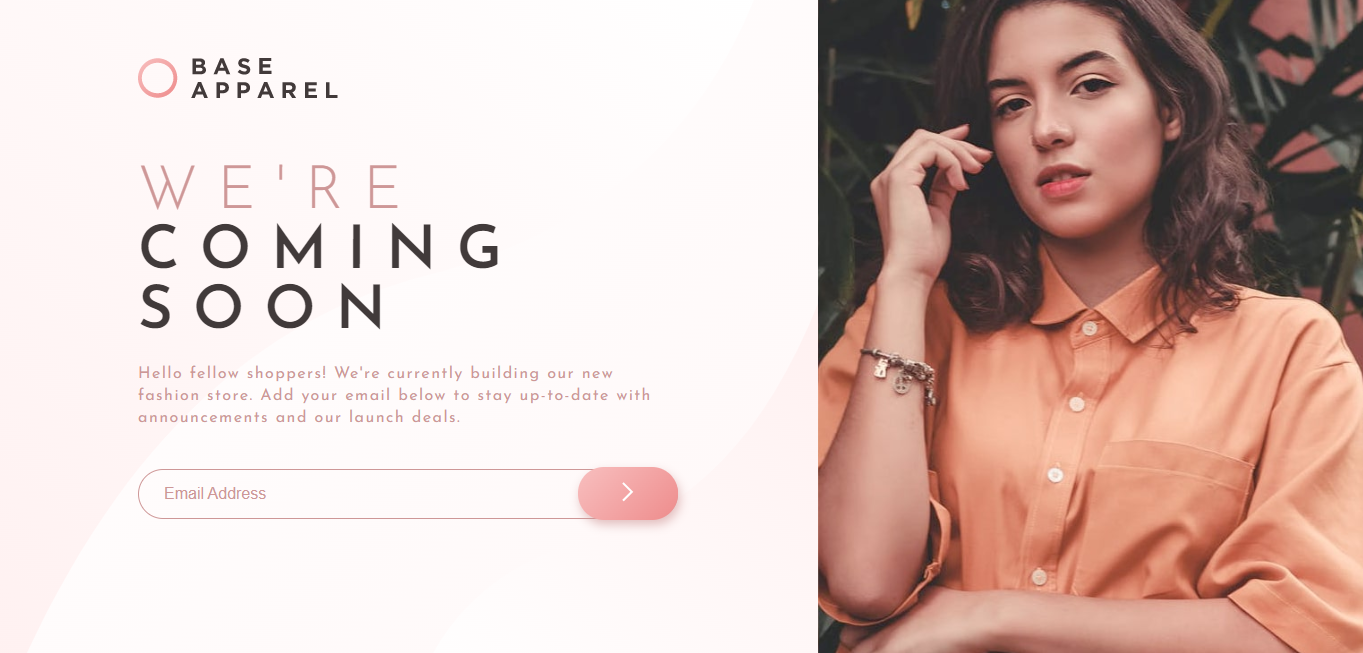 BASE
APPAREL
WE'RE
COMING
SOON
Hello fellow shoppers! We're currently building our new
fashion store. Add your email below to stay up-to-date with
announcements and our launch deals.
Email Address